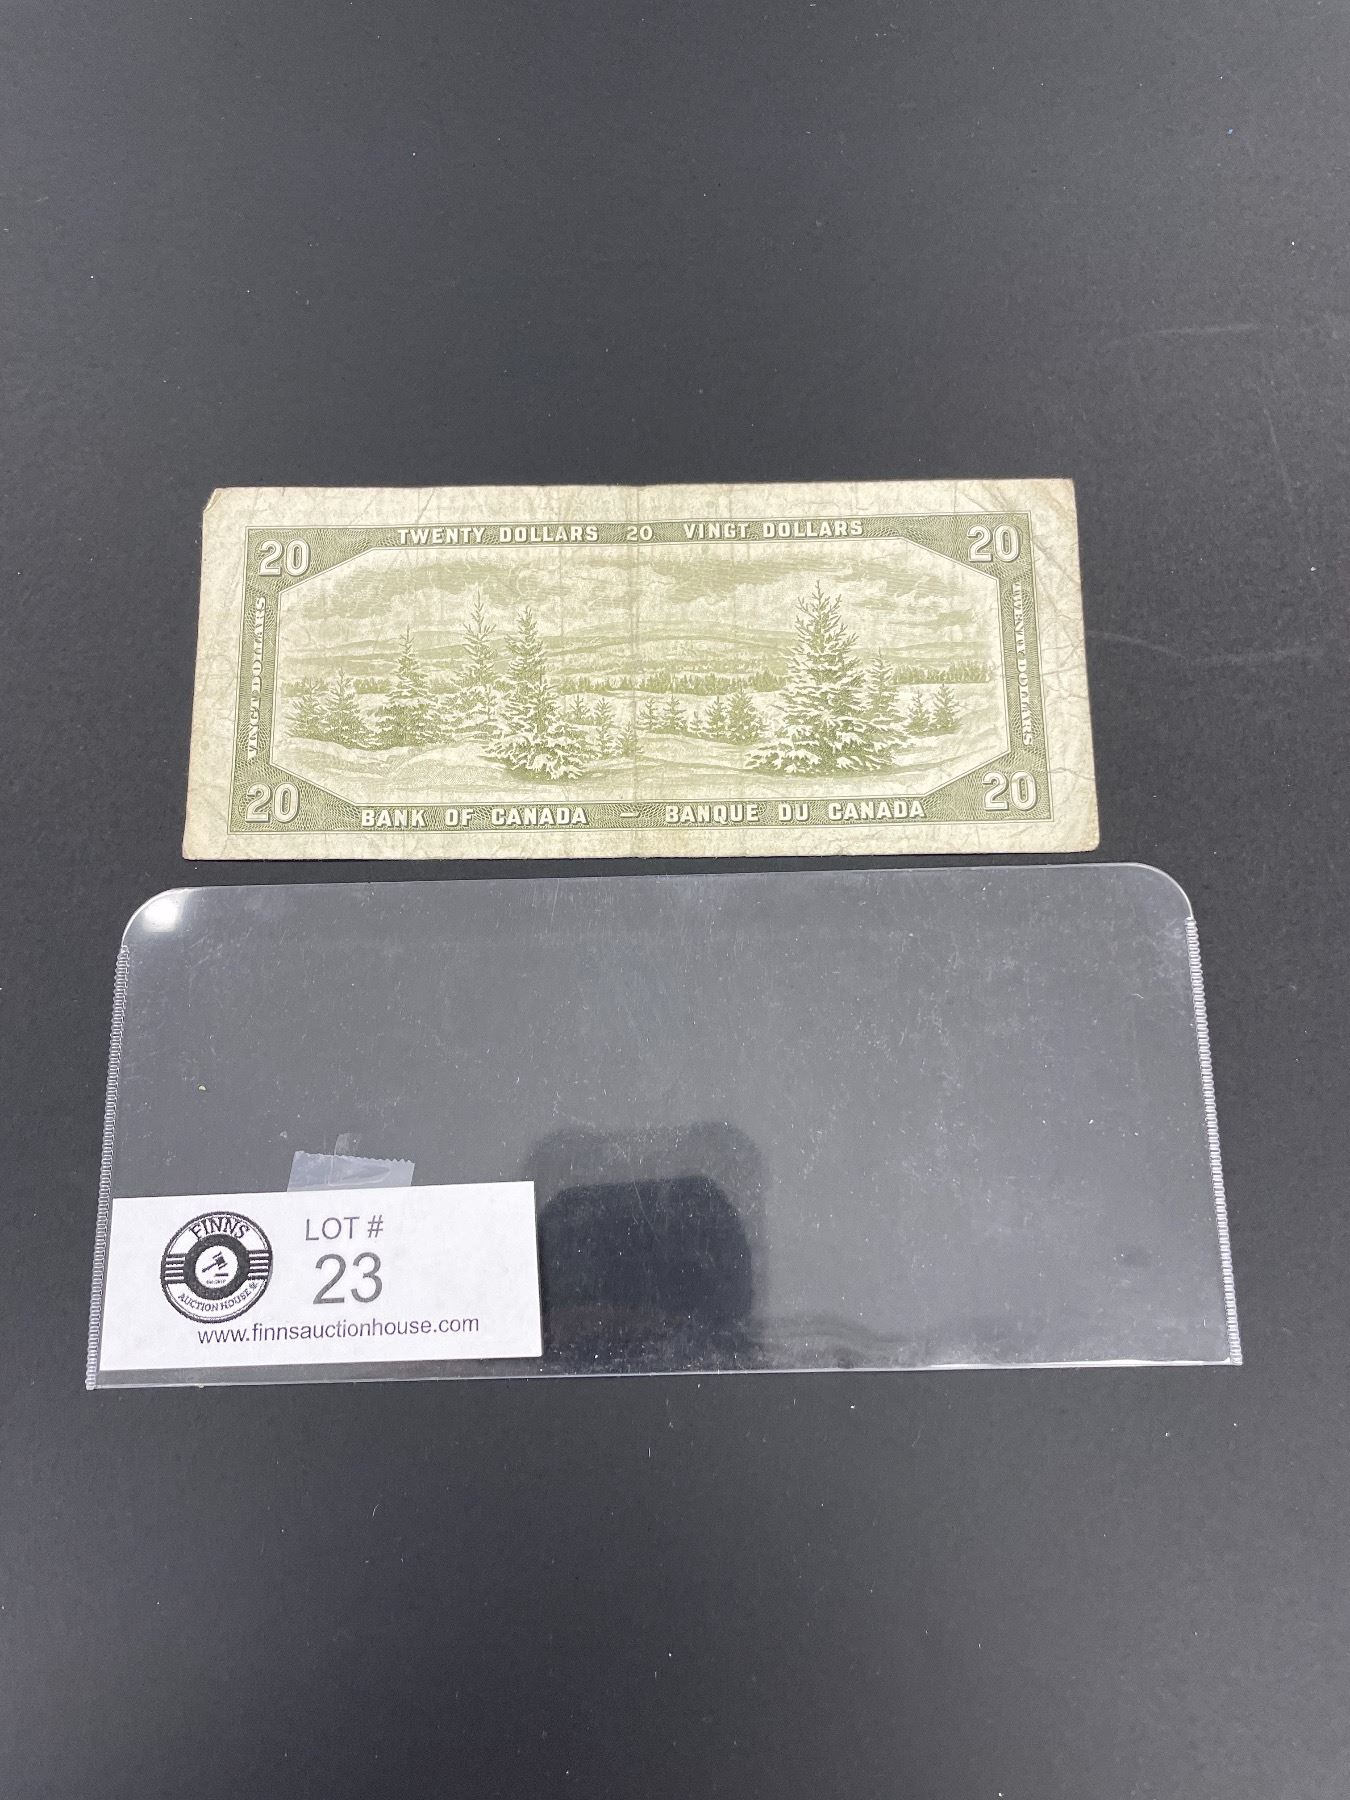 TWENTY DOLLARS 20 VINGT DOLLARS
20
20
VINGT DOLLARS
TWENTY DOLLARS
20
20
BANK OF CANADA – BANQUE DU CANADA
FINNS
AUCTION HOUSE
LOT #
23
www.finnsauctionhouse.com